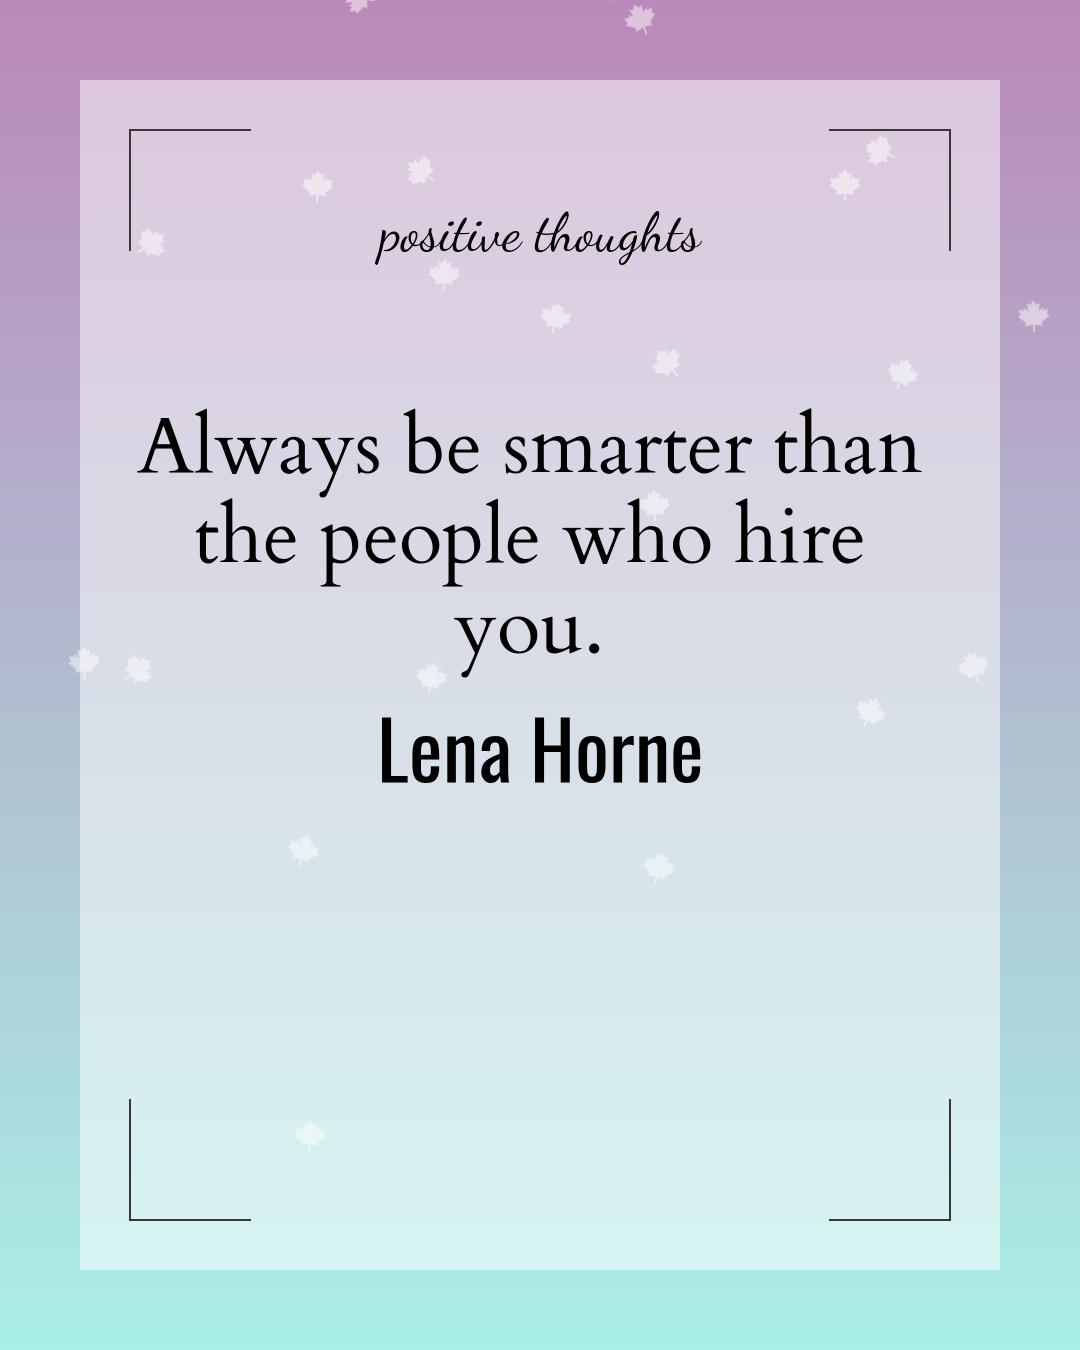 positive thoughts
Always be smarter than
the people who hire
you.
Lena Horne